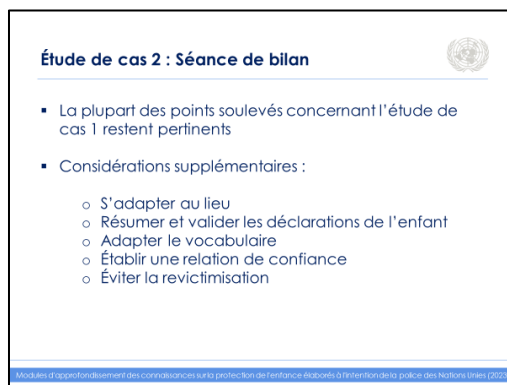 Étude de cas 2 : Séance de bilan
▪ La plupart des points soulevés concernant l’étude de
cas 1 restent pertinents
▪ Considérations supplémentaires :
o S’adapter au lieu
o Résumer et valider les déclarations de l’enfant
o Adapter le vocabulaire
o Établir une relation de confiance
o Éviter la revictimisation
Modules d’approfondissement des connaissances sur la protection de l’enfance élaborés à l’intention de la police des Nations Unies (2023)